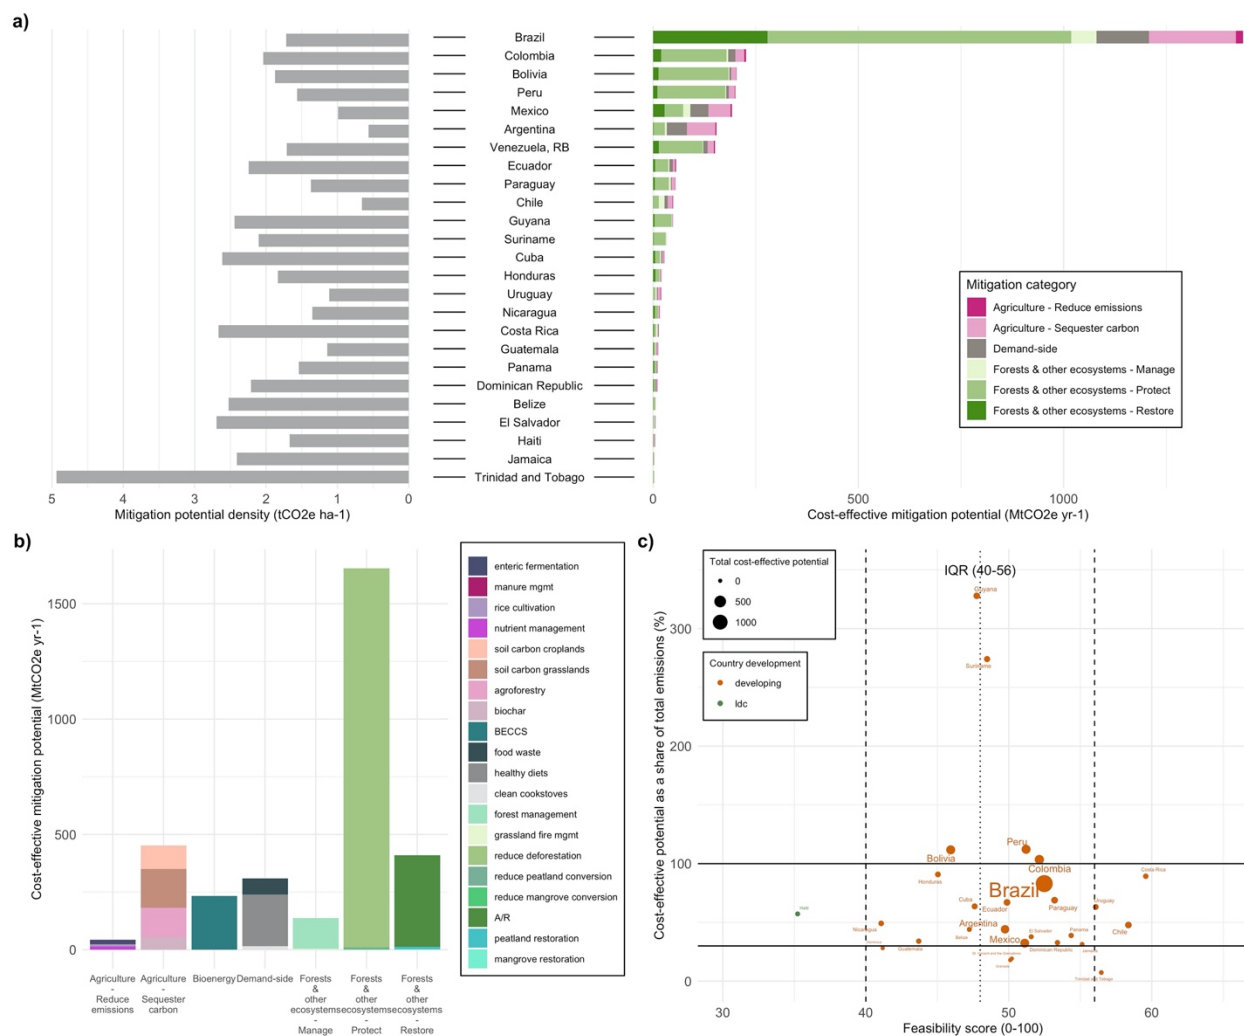 a)
Brazil
Colombia
Bolivia
Peru
Mexico
Argentina
Venezuela, RB
Ecuador
Paraguay
Chile
Guyana
Suriname
Cuba
Honduras
Uruguay
Nicaragua
Costa Rica
Guatemala
Panama
Dominican Republic
Belize
El Salvador
Haiti
Jamaica
Trinidad and Tobago
5 4 3 2 1 0
Mitigation potential density (tCO2e ha-1)
0 500 1000
Cost-effective mitigation potential (MtCO2e yr-1)
Mitigation category
Agriculture - Reduce emissions
Agriculture - Sequester carbon
Demand-side
Forests & other ecosystems - Manage
Forests & other ecosystems - Protect
Forests & other ecosystems - Restore
b)
Cost-effective mitigation potential (MtCO2e yr-1)
1500
1000
500
0
Agriculture
-
Reduce
emissions
Agriculture
-
Sequester
carbon
Bioenergy
Demand-side
Forests
&
other
ecosystems
-
Manage
Forests
&
other
ecosystems
-
Protect
Forests
&
other
ecosystems
-
Restore
enteric fermentation
manure mgmt
rice cultivation
nutrient management
soil carbon croplands
soil carbon grasslands
agroforestry
biochar
BECCS
food waste
healthy diets
clean cookstoves
forest management
grassland fire mgmt
reduce deforestation
reduce peatland conversion
reduce mangrove conversion
A/R
peatland restoration
mangrove restoration
c)
Cost-effective potential as a share of total emissions (%)
300
200
100
0
Total cost-effective potential
0
500
1000
Country development
developing
ldc
IQR (40-56)
Guyana
Suriname
Peru
Bolivia
Colombia
Honduras
Costa Rica
Brazil
Haiti
Cuba
Ecuador
Paraguay
Uruguay
Nicaragua
Argentina
Chile
Belize
El Salvador
Panama
Guatemala
Mexico
Dominican Republic
Jamaica
Trinidad and Tobago
30 40 50 60
Feasibility score (0-100)